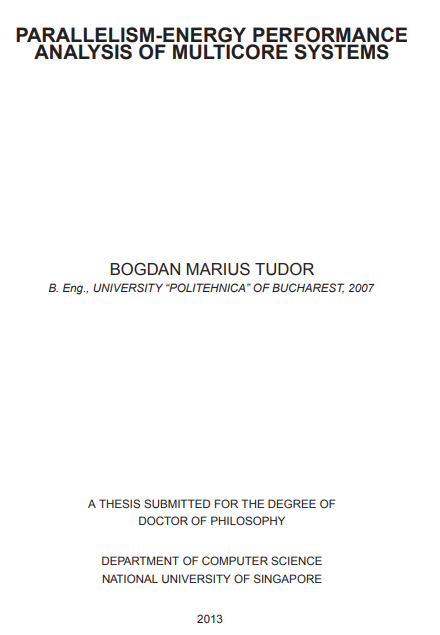 PARALLELISM-ENERGY PERFORMANCE
ANALYSIS OF MULTICORE SYSTEMS
BOGDAN MARIUS TUDOR
B. Eng., UNIVERSITY “POLITEHNICA” OF BUCHAREST, 2007
A THESIS SUBMITTED FOR THE DEGREE OF
DOCTOR OF PHILOSOPHY
DEPARTMENT OF COMPUTER SCIENCE
NATIONAL UNIVERSITY OF SINGAPORE
2013